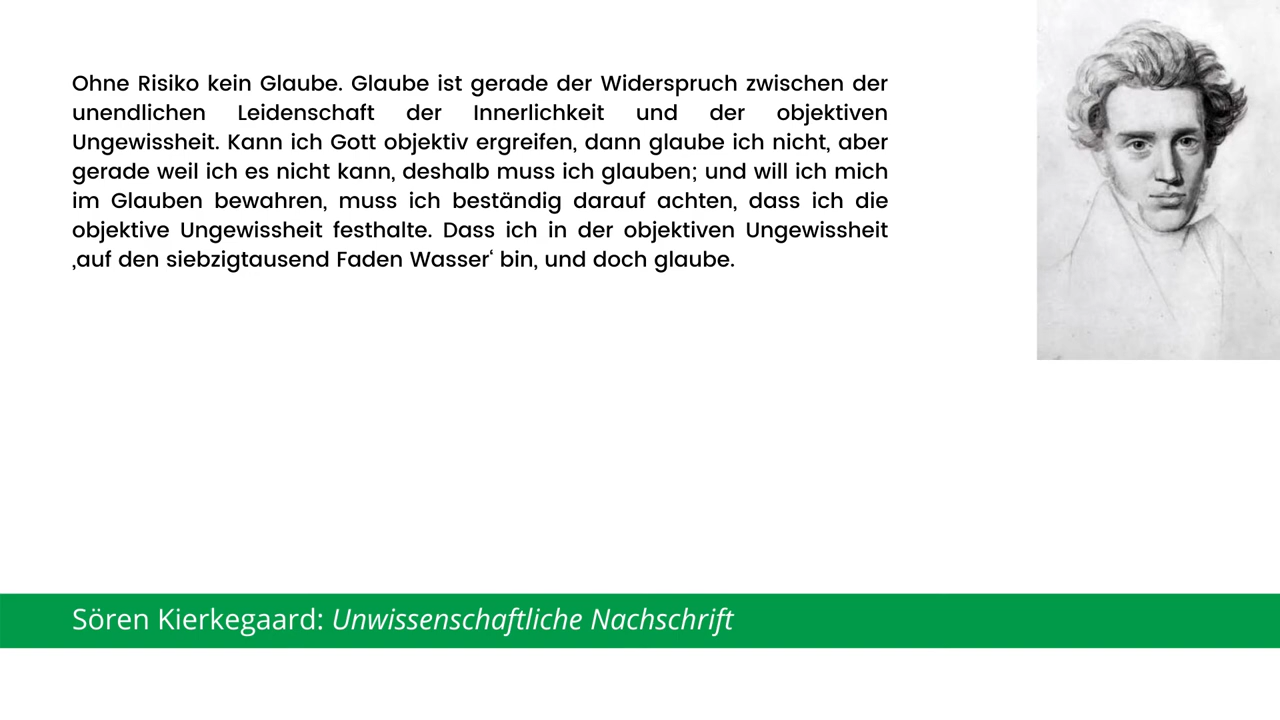 Ohne Risiko kein Glaube. Glaube ist gerade der Widerspruch zwischen der
unendlichen Leidenschaft der Innerlichkeit und der objektiven
Ungewissheit. Kann ich Gott objektiv ergreifen, dann glaube ich nicht, aber
gerade weil ich es nicht kann, deshalb muss ich glauben; und will ich mich
im Glauben bewahren, muss ich beständig darauf achten, dass ich die
objektive Ungewissheit festhalte. Dass ich in der objektiven Ungewissheit
‚auf den siebzigtausend Faden Wasser‘ bin, und doch glaube.
Sören Kierkegaard: Unwissenschaftliche Nachschrift